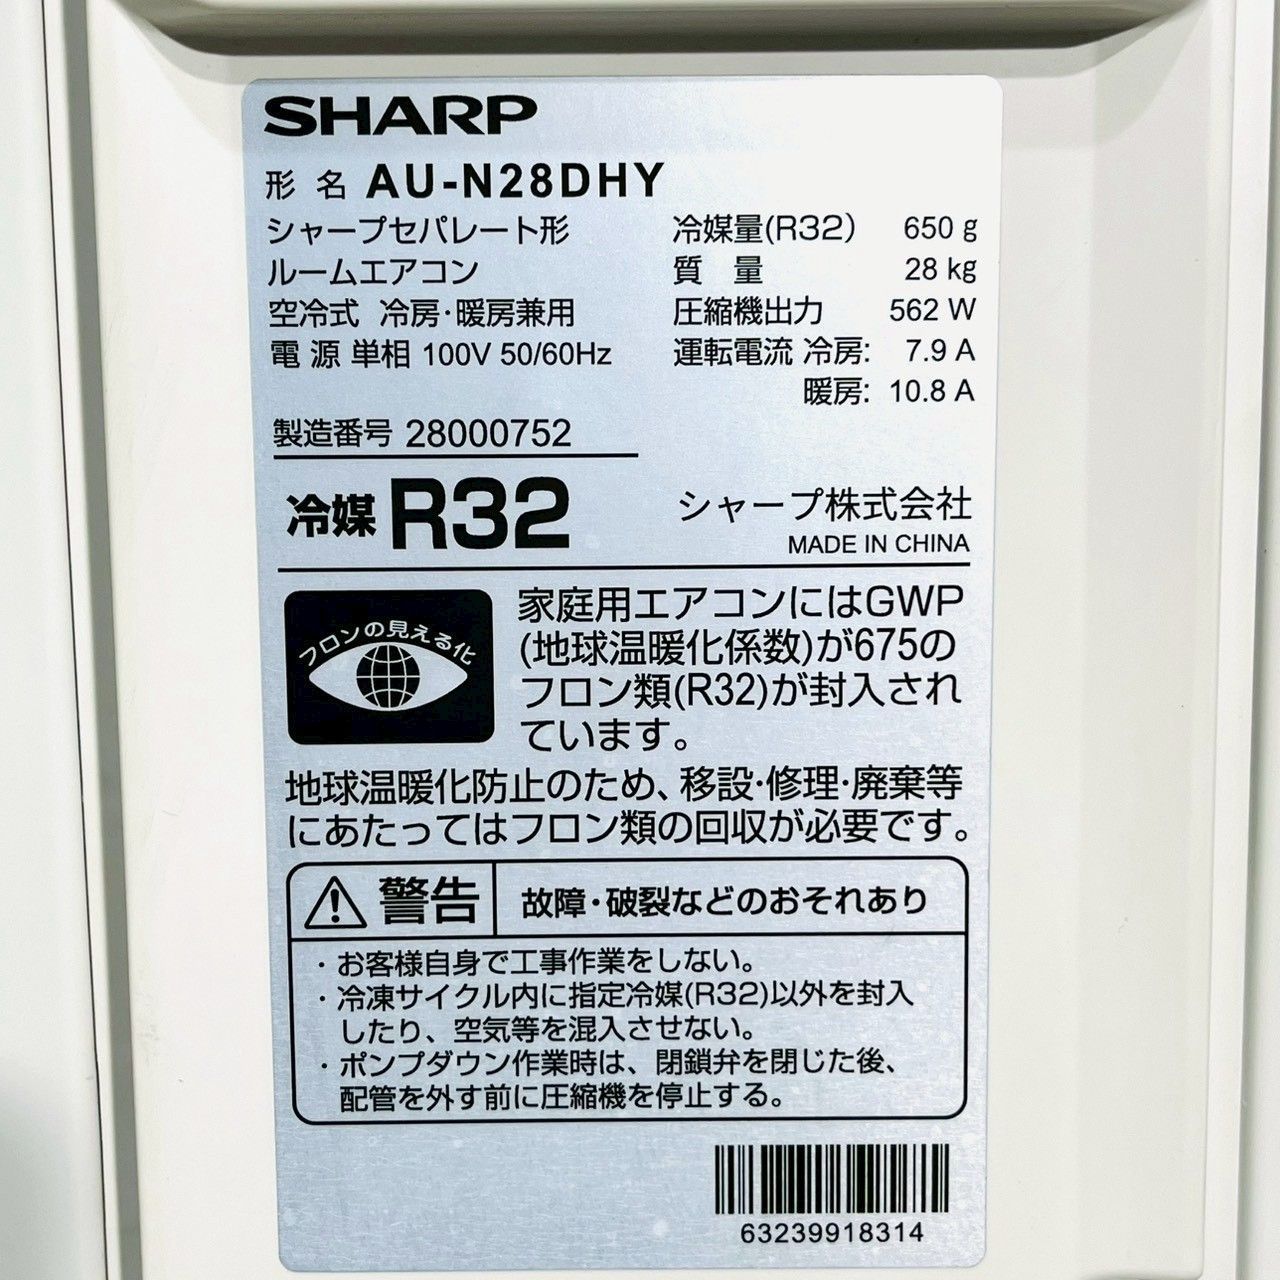 SHARP
形 名 AU-N28DHY
シャープセパレート形
ルームエアコン
空冷式 冷房・暖房兼用
電 源 単相 100V 50/60Hz
冷媒量(R32) 650 g
質 量 28 kg
圧縮機出力 562 W
運転電流 冷房: 7.9 A
暖房: 10.8 A
製造番号 28000752
冷媒 R32
シャープ株式会社
MADE IN CHINA
フロンの見える化
家庭用エアコンにはGWP
(地球温暖化係数)が675の
フロン類(R32)が封入され
ています。
地球温暖化防止のため、移設・修理・廃棄等
にあたってはフロン類の回収が必要です。
警告 故障・破裂などのおそれあり
・お客様自身で工事作業をしない。
・冷凍サイクル内に指定冷媒(R32)以外を封入
したり、空気等を混入させない。
・ポンプダウン作業時は、閉鎖弁を閉じた後、
配管を外す前に圧縮機を停止する。
63239918314